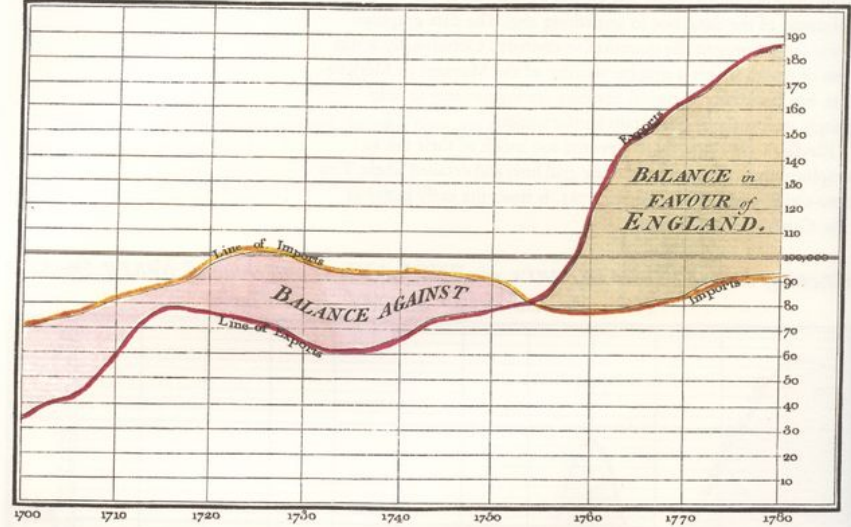 190
180
170
160
150
140
130
120
110
100,000
90
80
70
60
50
40
30
20
10
Exports
BALANCE in
FAVOUR of
ENGLAND.
Line of Imports
BALANCE AGAINST
Line of Exports
Imports
1700 1710 1720 1730 1740 1750 1760 1770 1780